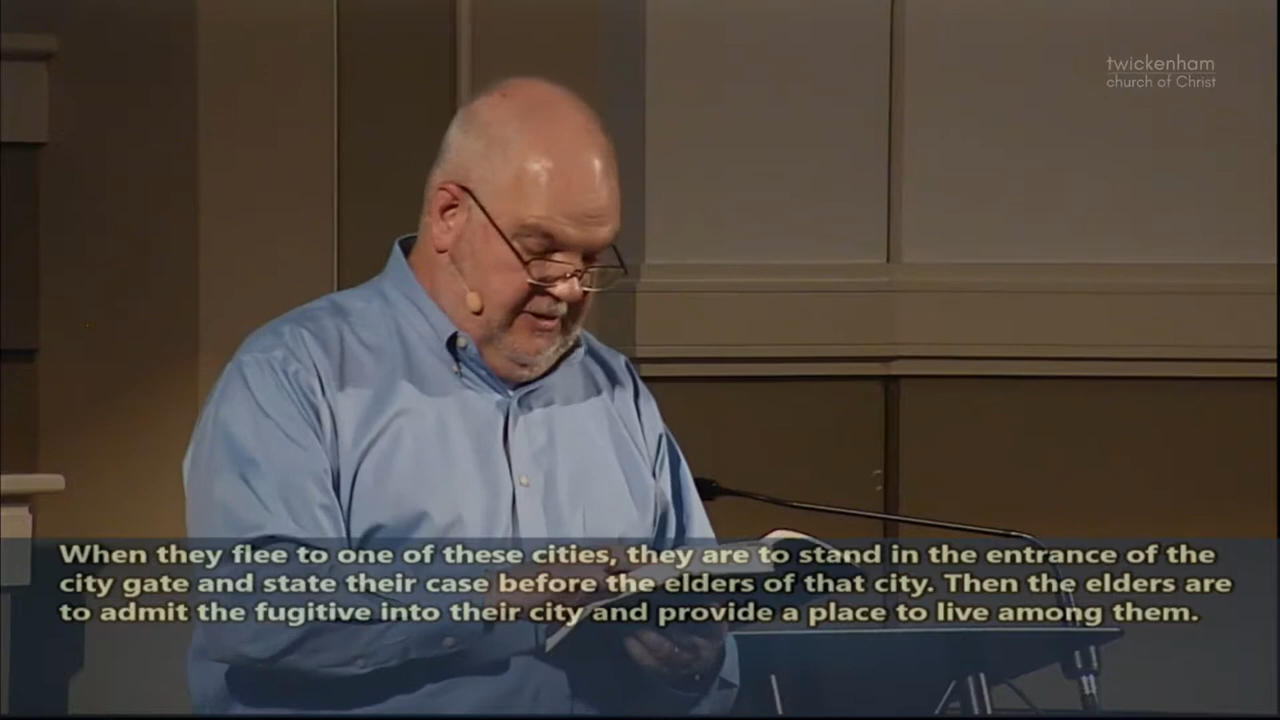 twickenham
church of Christ
When they flee to one of these cities, they are to stand in the entrance of the
city gate and state their case before the elders of that city. Then the elders are
to admit the fugitive into their city and provide a place to live among them.